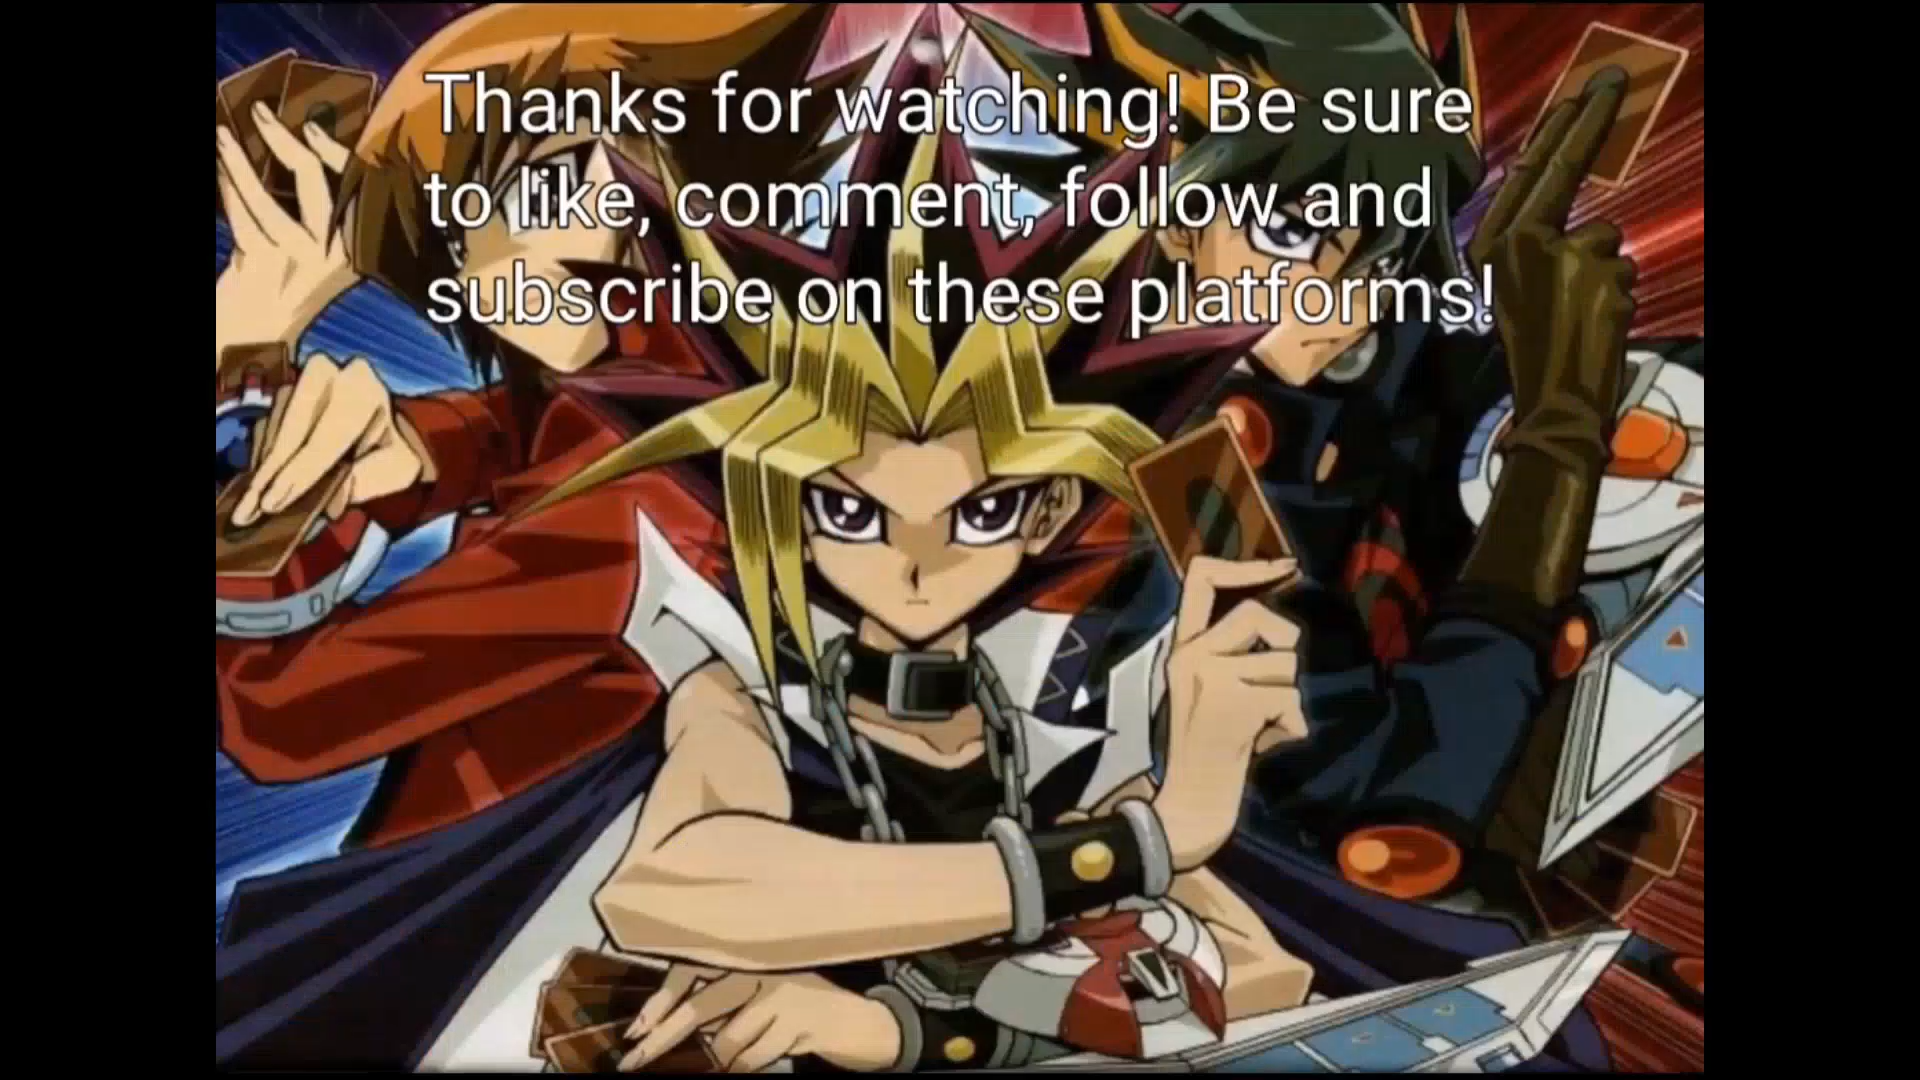 Thanks for watching! Be sure
to like, comment, follow and
subscribe on these platforms!